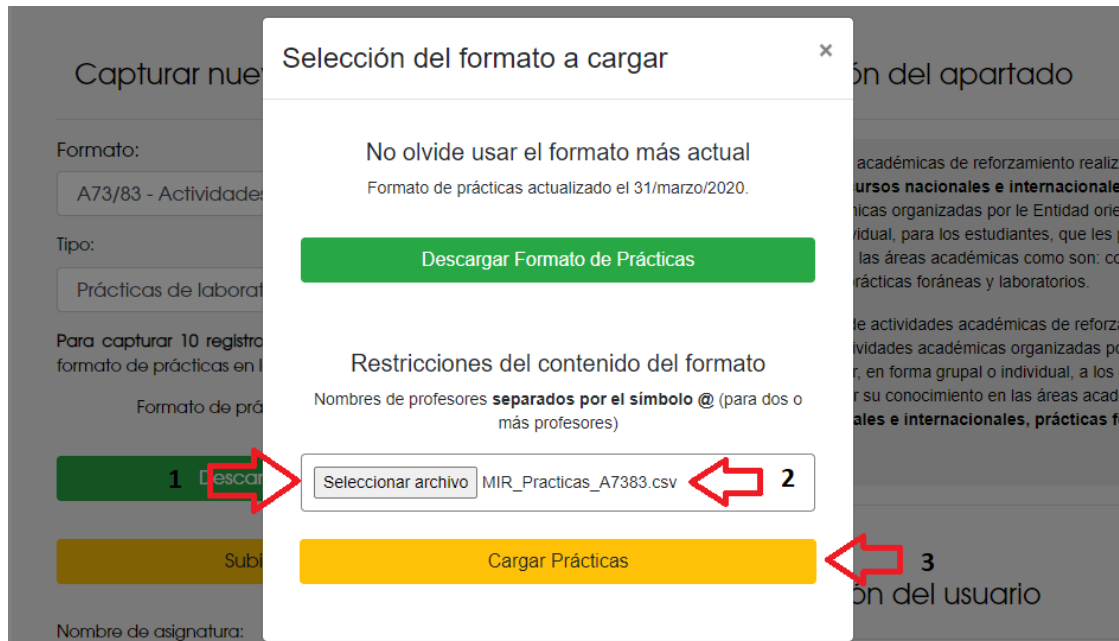 Selección del formato a cargar
×
No olvide usar el formato más actual
Formato de prácticas actualizado el 31/marzo/2020.
Descargar Formato de Prácticas
Restricciones del contenido del formato
Nombres de profesores separados por el símbolo @ (para dos o
más profesores)
Seleccionar archivo MIR_Practicas_A7383.csv
Cargar Prácticas
1
2
3
Capturar nue
Formato:
A73/83 - Actividades
Tipo:
Prácticas de laborat
Para capturar 10 registro
formato de prácticas en l
Formato de prá
Descar
Subi
Nombre de asignatura:
ón del apartado
académicas de reforzamiento realiz
ursos nacionales e internacionale
nicas organizadas por le Entidad orie
vidual, para los estudiantes, que les
las áreas académicas como son: co
rácticas foráneas y laboratorios.
de actividades académicas de reforza
ividades académicas organizadas po
r, en forma grupal o individual, a los
r su conocimiento en las áreas acad
ales e internacionales, prácticas f
ón del usuario